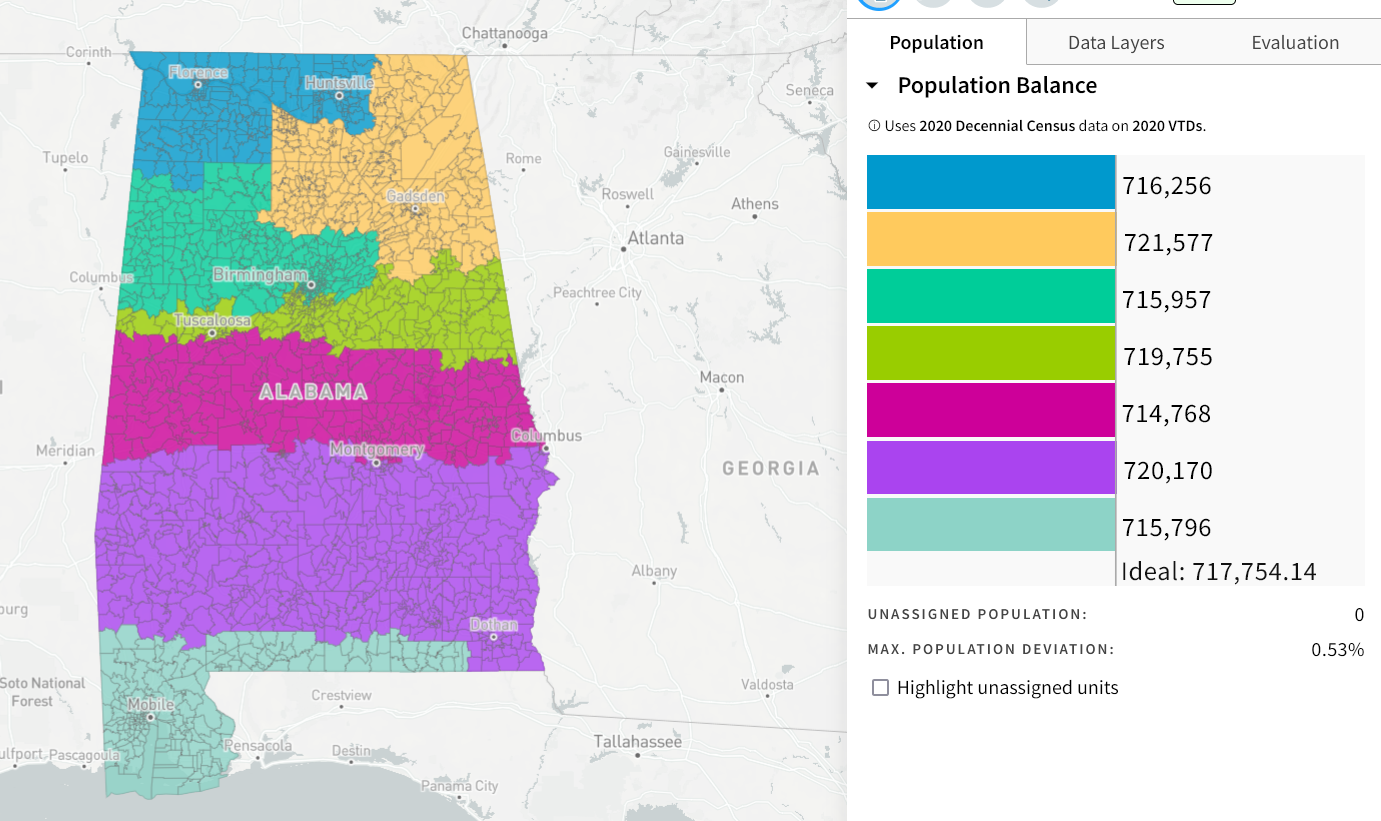 Chattanooga
Corinth
Florence
Huntsville
Seneca
Tupelo
Rome
Gainesville
Gadsden
Roswell
Athens
Atlanta
Columbus
Birmingham
Peachtree City
Tuscaloosa
ALABAMA
Macon
Columbus
Meridian
Montgomery
GEORGIA
Albany
burg
Dothan
Soto National
Forest
Crestview
Valdosta
Mobile
Pensacola
Destin
Tallahassee
ulfport
Pascagoula
Panama City
Population
Data Layers
Evaluation
Population Balance
Uses 2020 Decennial Census data on 2020 VTDs.
716,256
721,577
715,957
719,755
714,768
720,170
715,796
Ideal: 717,754.14
UNASSIGNED POPULATION: 0
MAX. POPULATION DEVIATION: 0.53%
Highlight unassigned units